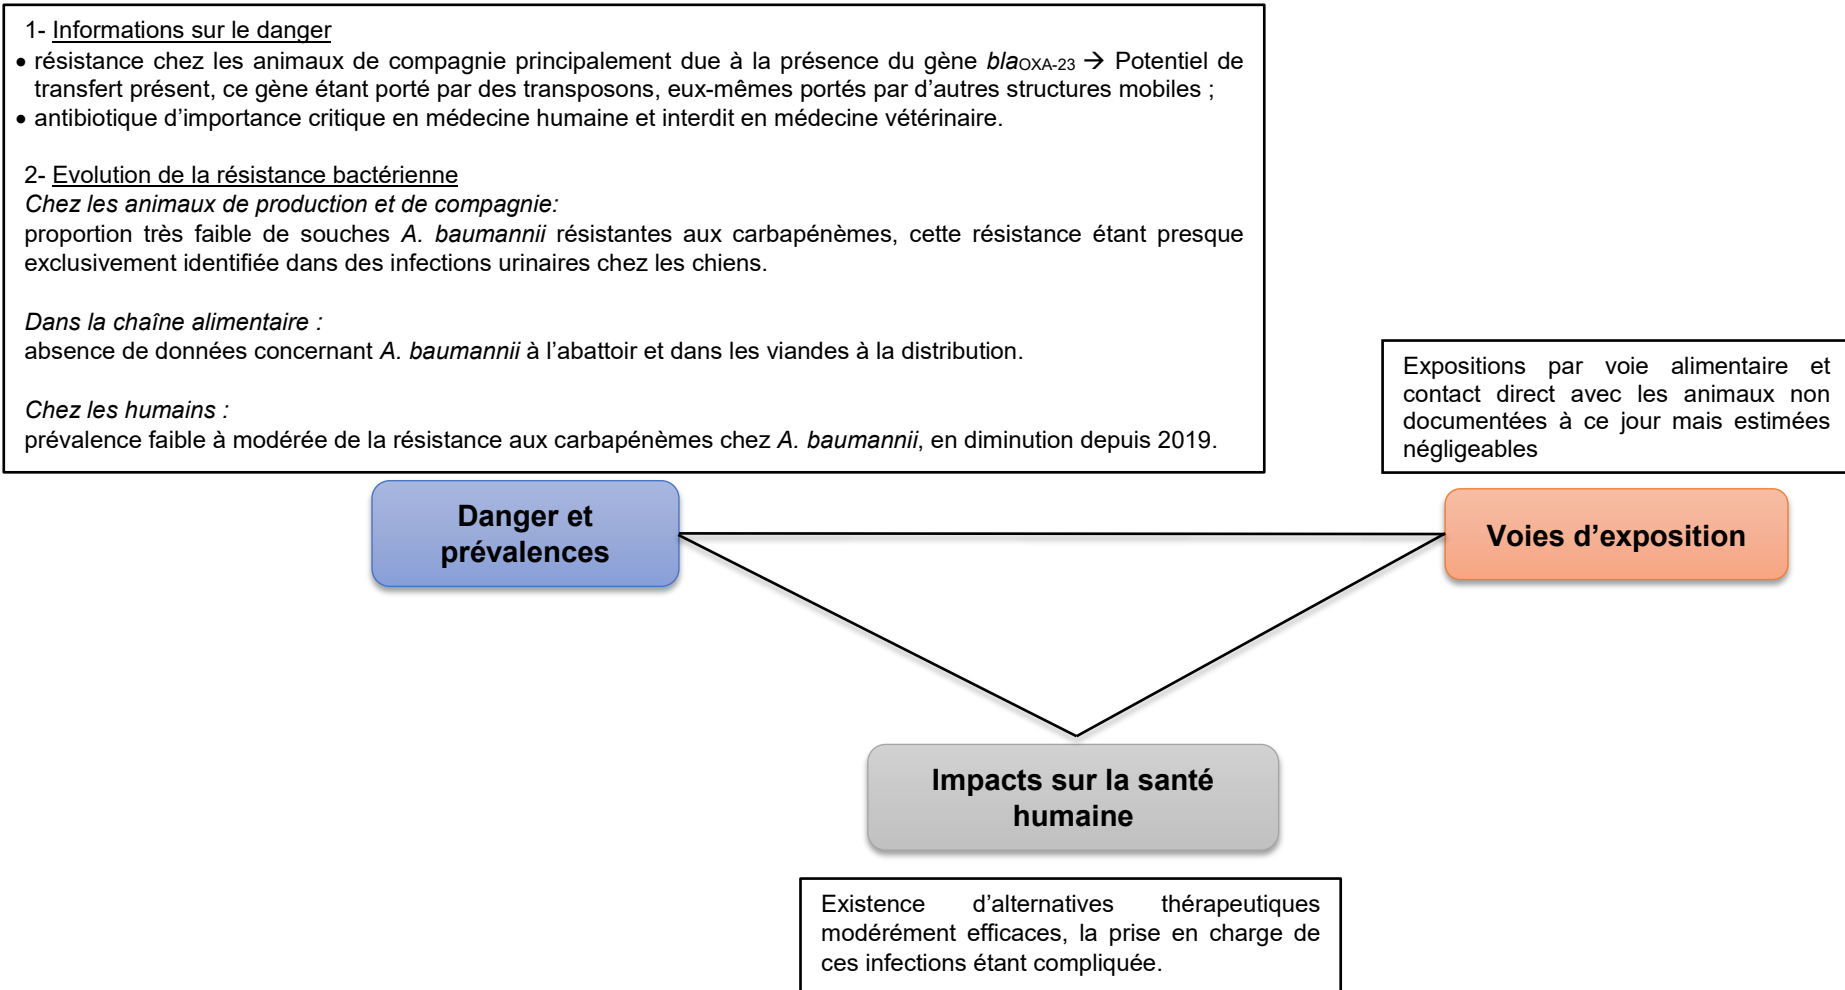 1- Informations sur le danger
• résistance chez les animaux de compagnie principalement due à la présence du gène blaOXA-23 → Potentiel de
transfert présent, ce gène étant porté par des transposons, eux-mêmes portés par d’autres structures mobiles ;
• antibiotique d’importance critique en médecine humaine et interdit en médecine vétérinaire.
2- Evolution de la résistance bactérienne
Chez les animaux de production et de compagnie:
proportion très faible de souches A. baumannii résistantes aux carbapénèmes, cette résistance étant presque
exclusivement identifiée dans des infections urinaires chez les chiens.
Dans la chaîne alimentaire :
absence de données concernant A. baumannii à l’abattoir et dans les viandes à la distribution.
Chez les humains :
prévalence faible à modérée de la résistance aux carbapénèmes chez A. baumannii, en diminution depuis 2019.
Expositions par voie alimentaire et
contact direct avec les animaux non
documentées à ce jour mais estimées
négligeables
Danger et
prévalences
Voies d’exposition
Impacts sur la santé
humaine
Existence d’alternatives thérapeutiques
modérément efficaces, la prise en charge de
ces infections étant compliquée.